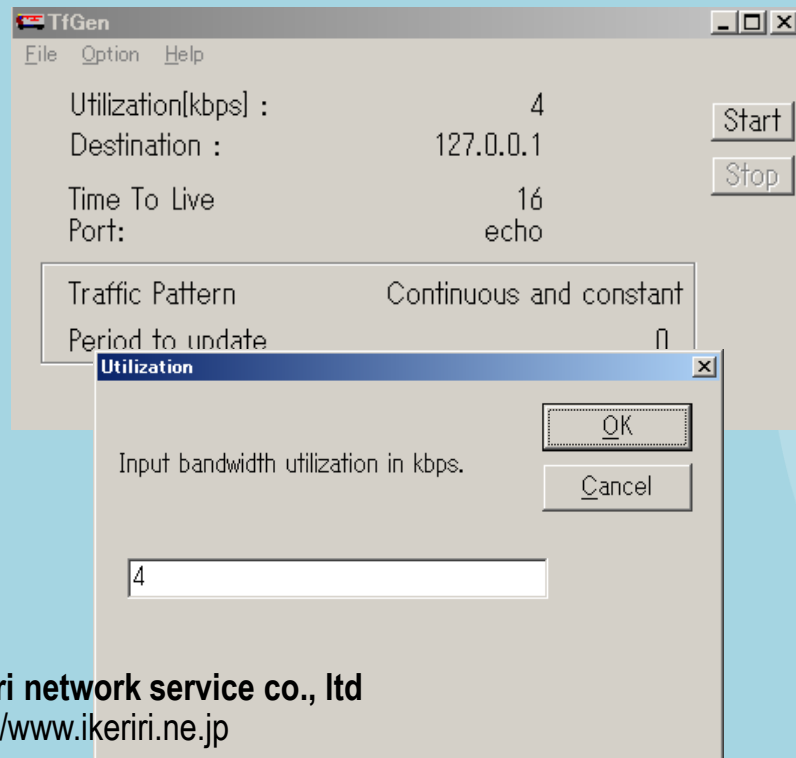 TfGen
File Option Help
Utilization[kbps] : 4
Start
Destination : 127.0.0.1
Stop
Time To Live 16
Port: echo
Traffic Pattern Continuous and constant
Period to update 0
Utilization
OK
Input bandwidth utilization in kbps.
Cancel
4
ri network service co., ltd
/www.ikeriri.ne.jp